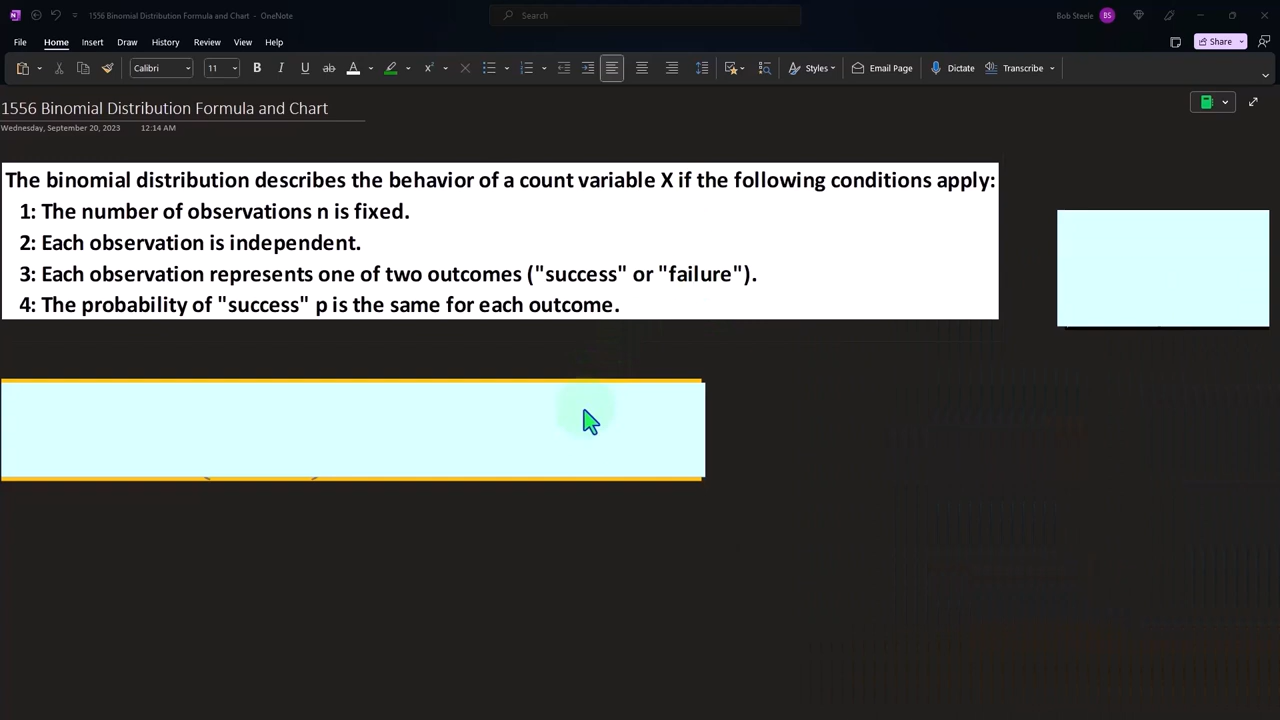 1556 Binomial Distribution Formula and Chart - OneNote
Search
Bob Steele BS
File Home Insert Draw History Review View Help
Share
Calibri 11 B I U ab A x Styles Email Page Dictate Transcribe
1556 Binomial Distribution Formula and Chart
Wednesday, September 20, 2023 12:14 AM
The binomial distribution describes the behavior of a count variable X if the following conditions apply:
1: The number of observations n is fixed.
2: Each observation is independent.
3: Each observation represents one of two outcomes ("success" or "failure").
4: The probability of "success" p is the same for each outcome.